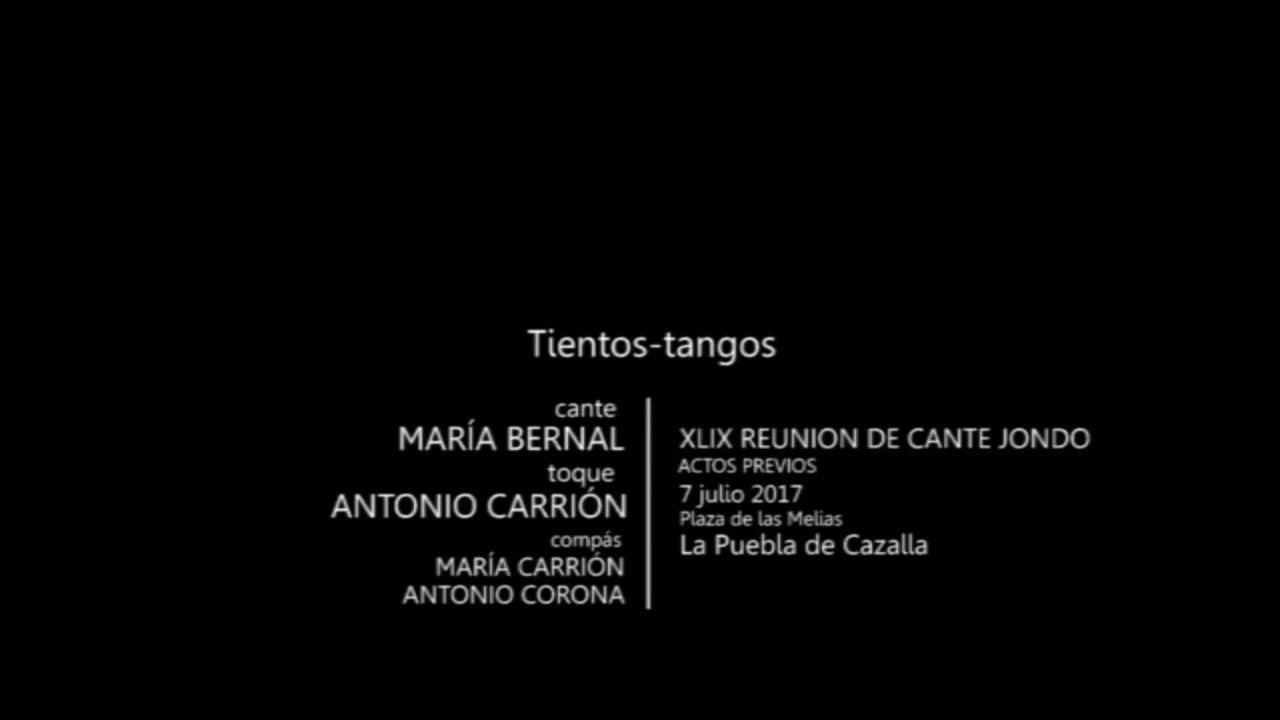 Tientos-tangos
cante
MARÍA BERNAL
toque
ANTONIO CARRIÓN
compás
MARÍA CARRIÓN
ANTONIO CORONA
XLIX REUNION DE CANTE JONDO
ACTOS PREVIOS
7 julio 2017
Plaza de las Melias
La Puebla de Cazalla